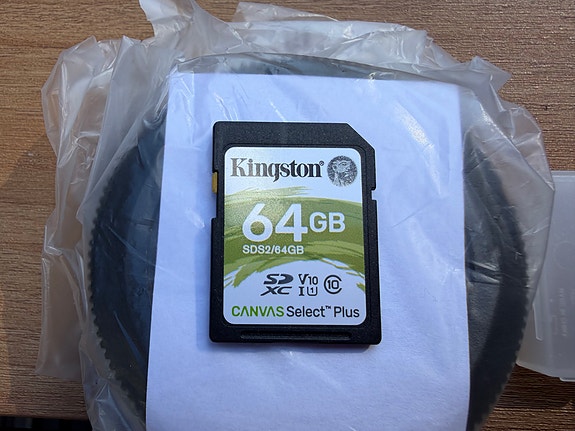 Kingston®
64GB
SDS2/64GB
SD XC V10 I U1 10
CANVAS Select™ Plus